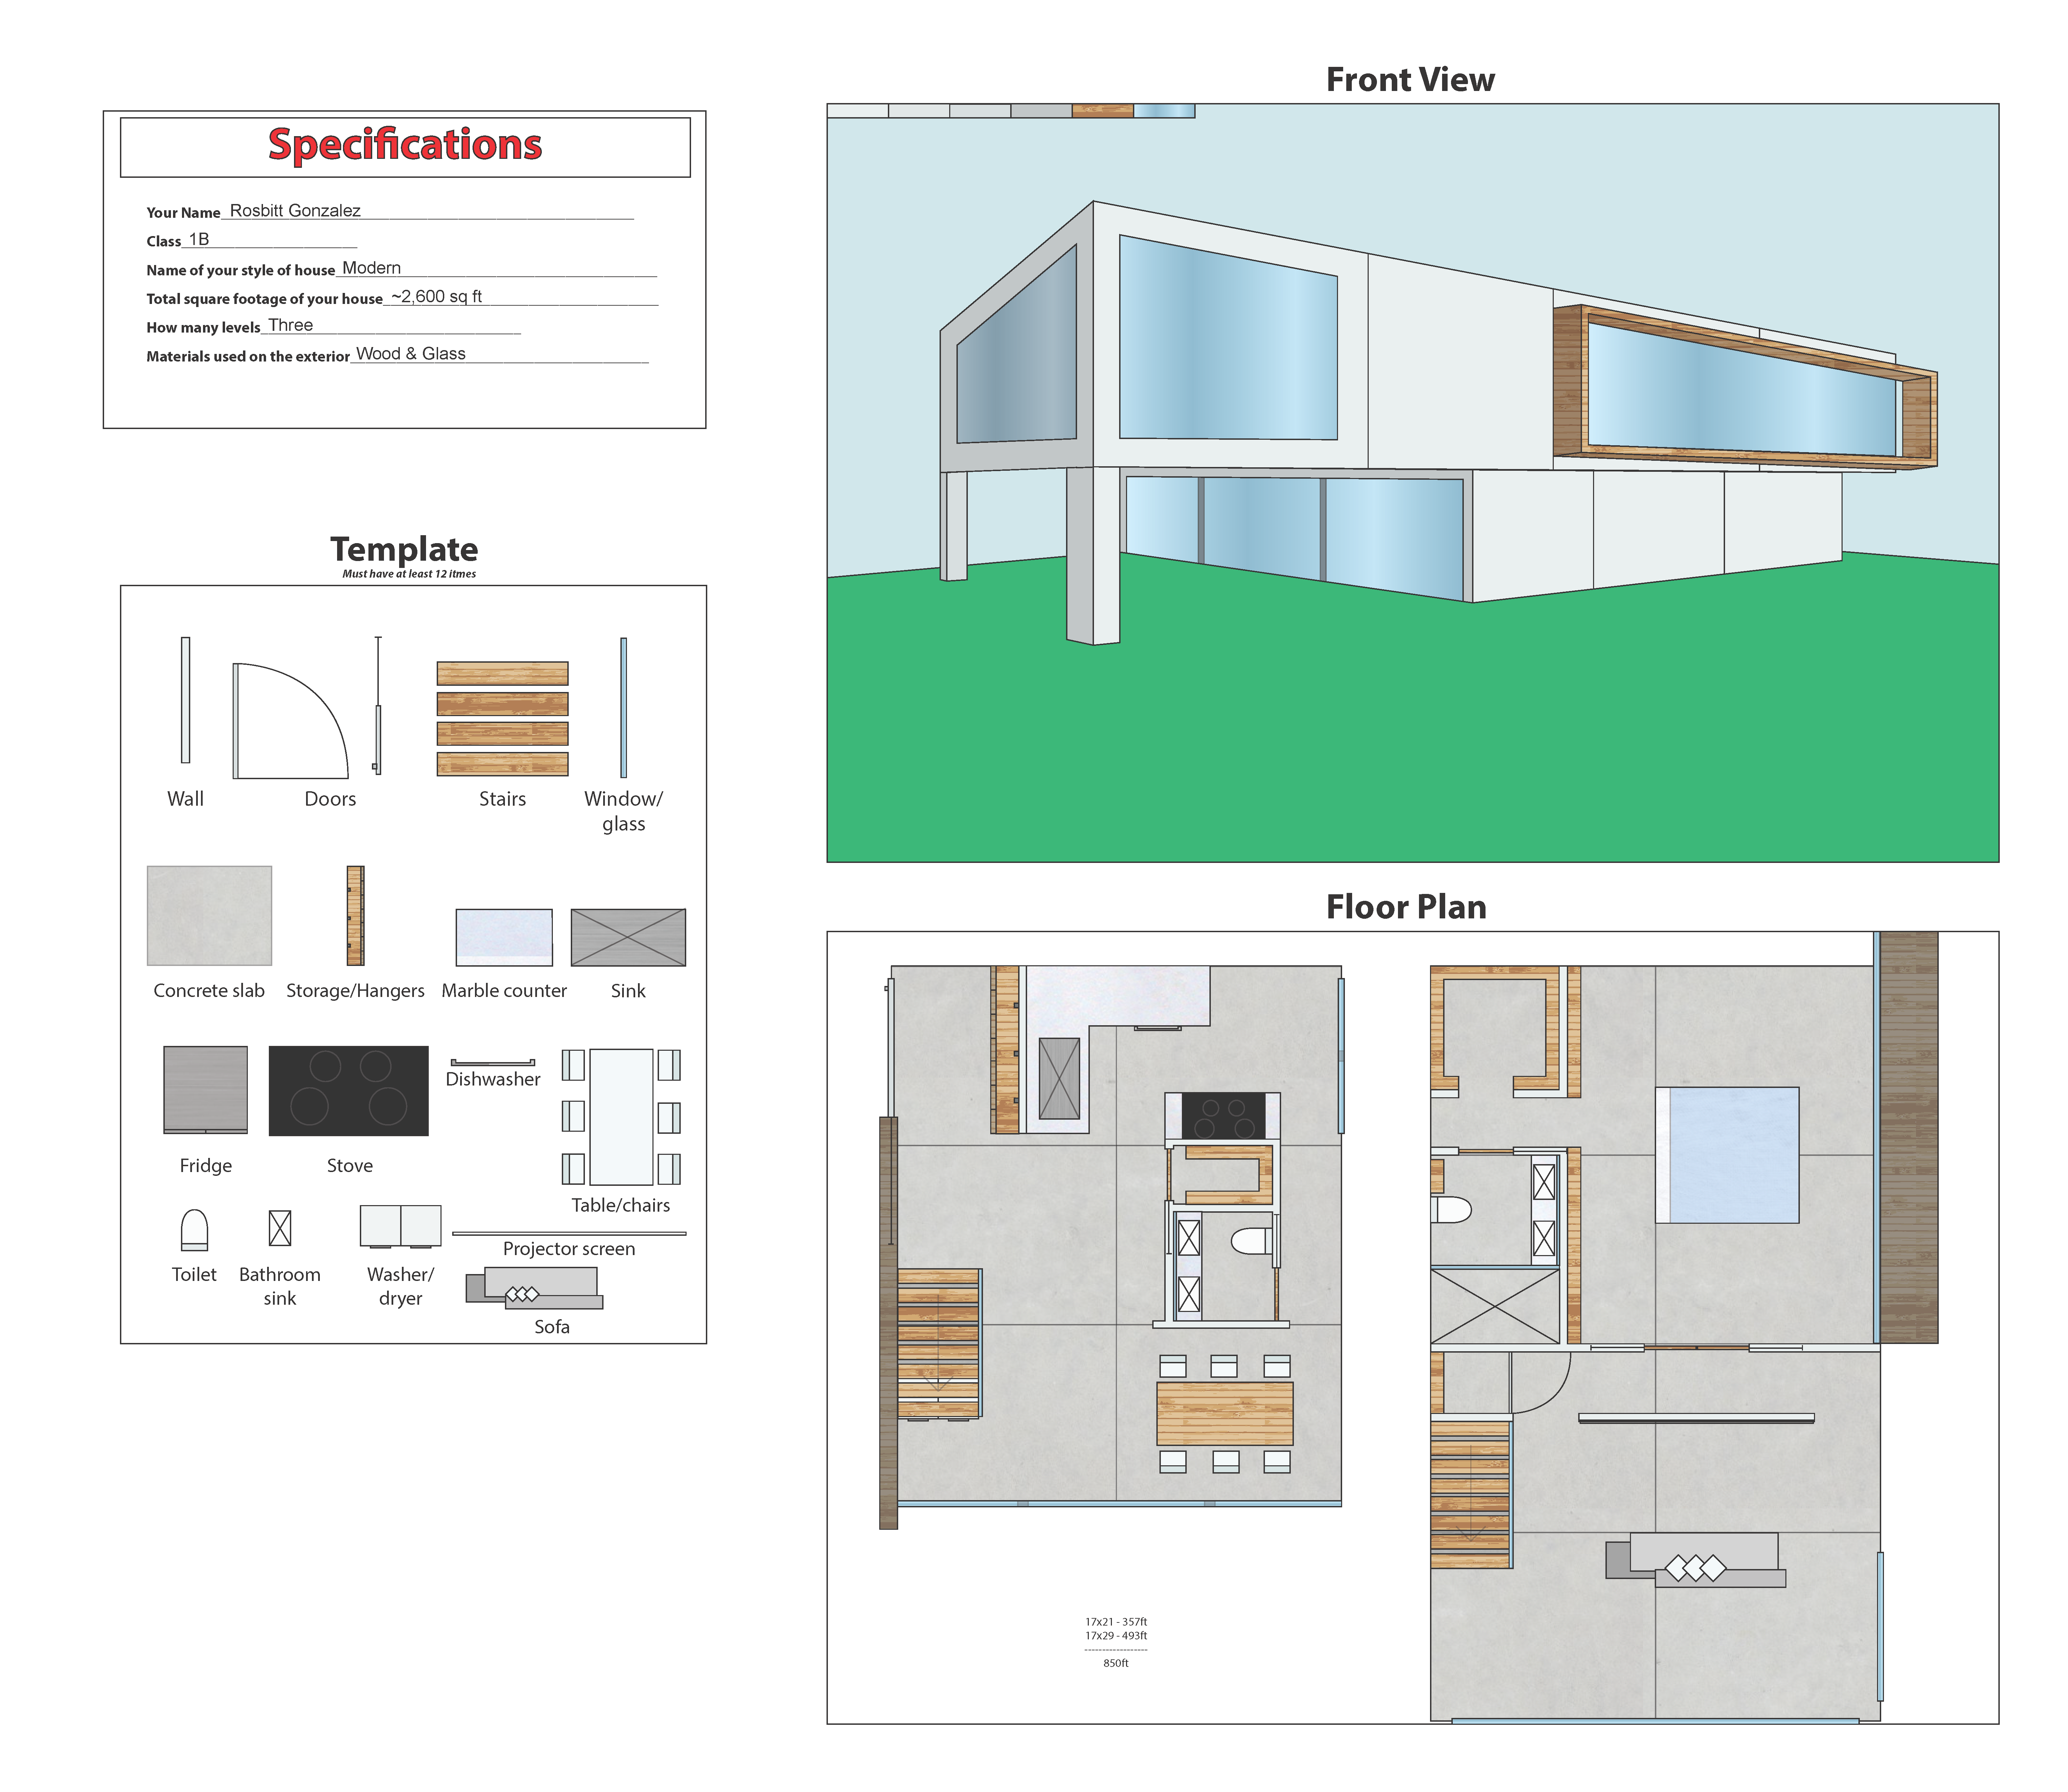 Front View
Specifications
Your Name Rosbitt Gonzalez
Class 1B
Name of your style of house Modern
Total square footage of your house ~2,600 sq ft
How many levels Three
Materials used on the exterior Wood & Glass
Template
Must have at least 12 itmes
Wall Doors Stairs Window/
glass
Concrete slab Storage/Hangers Marble counter Sink
Fridge Stove Dishwasher Table/chairs
Toilet Bathroom
sink
Washer/
dryer
Projector screen
Sofa
Floor Plan
17x21 - 357ft
17x29 - 493ft
-------------------
850ft